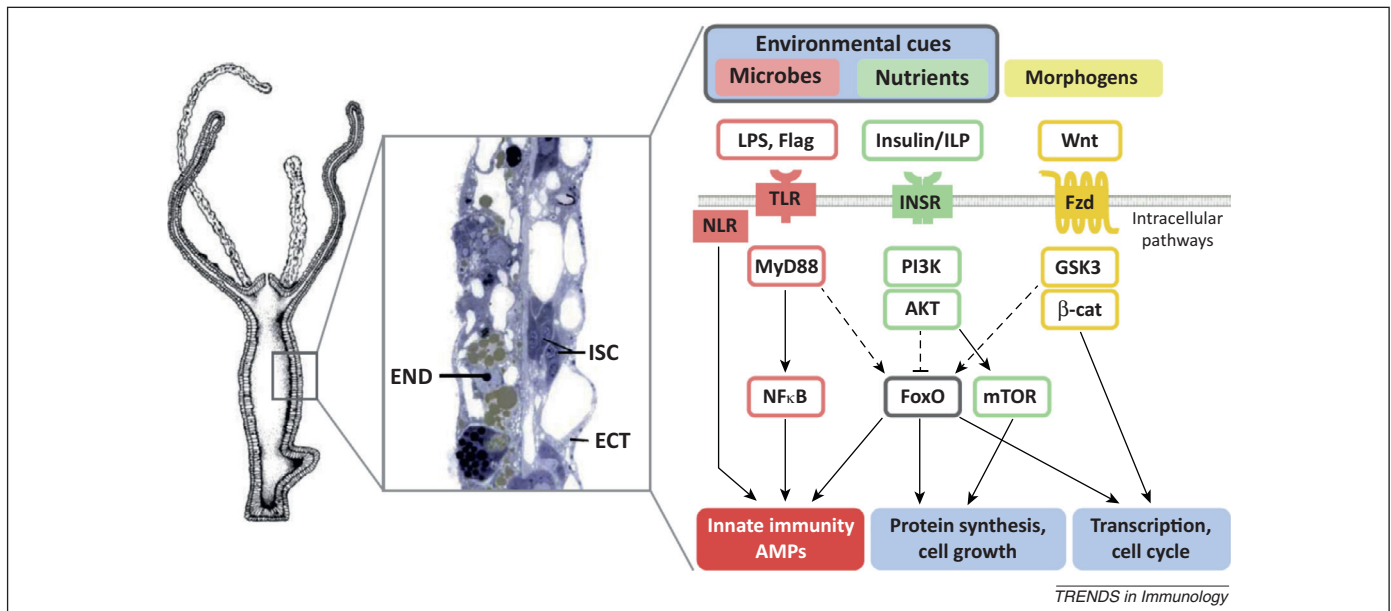 Environmental cues
Microbes
Nutrients
Morphogens
LPS, Flag
Insulin/ILP
Wnt
TLR
INSR
Fzd
NLR
Intracellular
pathways
MyD88
PI3K
GSK3
AKT
β-cat
ISC
END
NFκB
FoxO
mTOR
ECT
Innate immunity
AMPs
Protein synthesis,
cell growth
Transcription,
cell cycle
TRENDS in Immunology